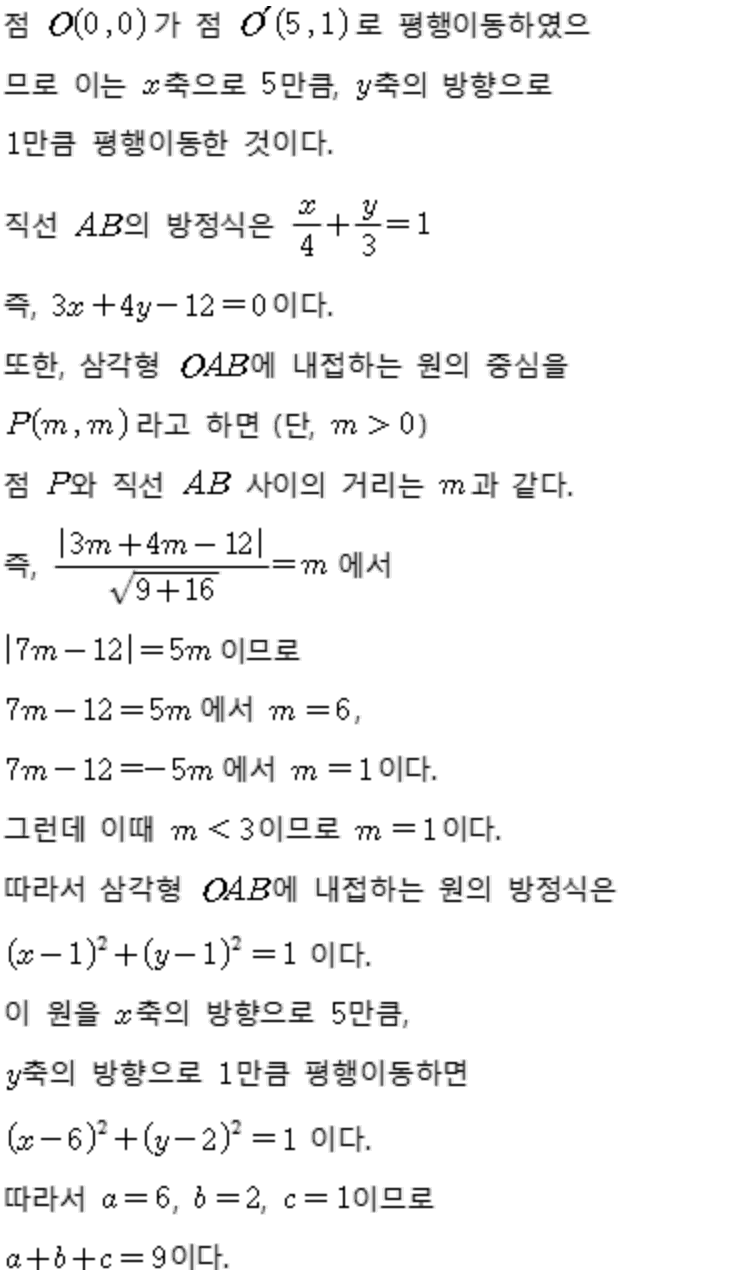 점 O(0,0)가 점 O′(5,1)로 평행이동하였으
므로 이는 x축으로 5만큼, y축의 방향으로
1만큼 평행이동한 것이다.
직선 AB의 방정식은 x/4+y/3=1
즉, 3x+4y-12=0이다.
또한, 삼각형 OAB에 내접하는 원의 중심을
P(m,m)라고 하면 (단, m>0)
점 P와 직선 AB 사이의 거리는 m과 같다.
즉, |3m+4m-12|/√(9+16)=m 에서
|7m-12|=5m 이므로
7m-12=5m 에서 m=6,
7m-12=-5m 에서 m=1이다.
그런데 이때 m<3이므로 m=1이다.
따라서 삼각형 OAB에 내접하는 원의 방정식은
(x-1)²+(y-1)²=1 이다.
이 원을 x축의 방향으로 5만큼,
y축의 방향으로 1만큼 평행이동하면
(x-6)²+(y-2)²=1 이다.
따라서 a=6, b=2, c=1이므로
a+b+c=9이다.